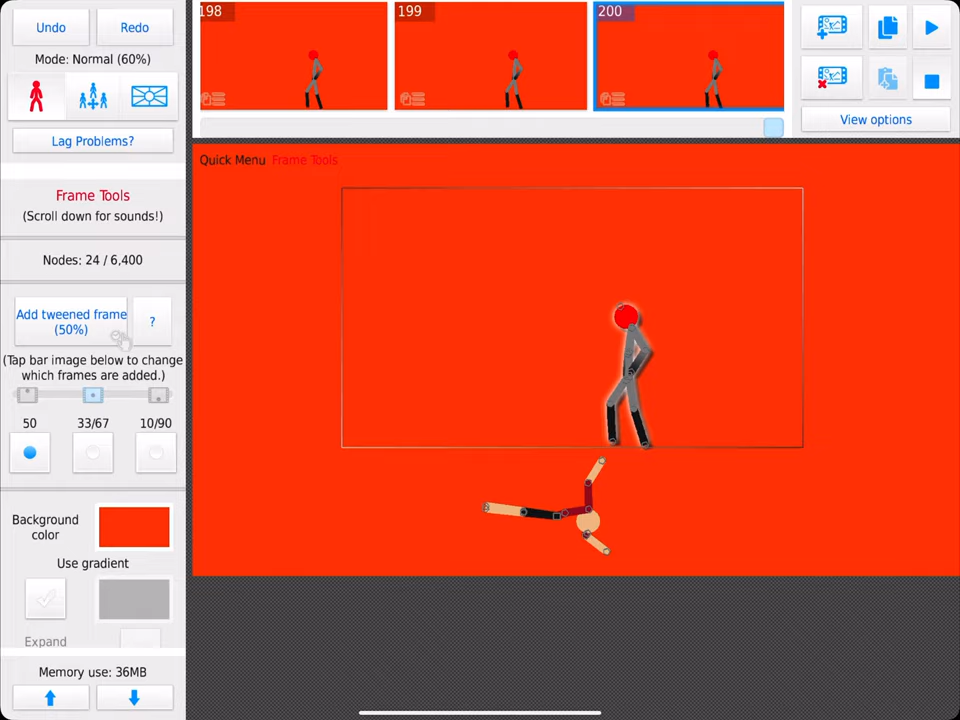 Undo
Redo
Mode: Normal (60%)
Lag Problems?
Frame Tools
(Scroll down for sounds!)
Nodes: 24 / 6,400
Add tweened frame
(50%)
?
(Tap bar image below to change
which frames are added.)
50
33/67
10/90
Background
color
Use gradient
Expand
Memory use: 36MB
198
199
200
View options
Quick Menu
Frame Tools